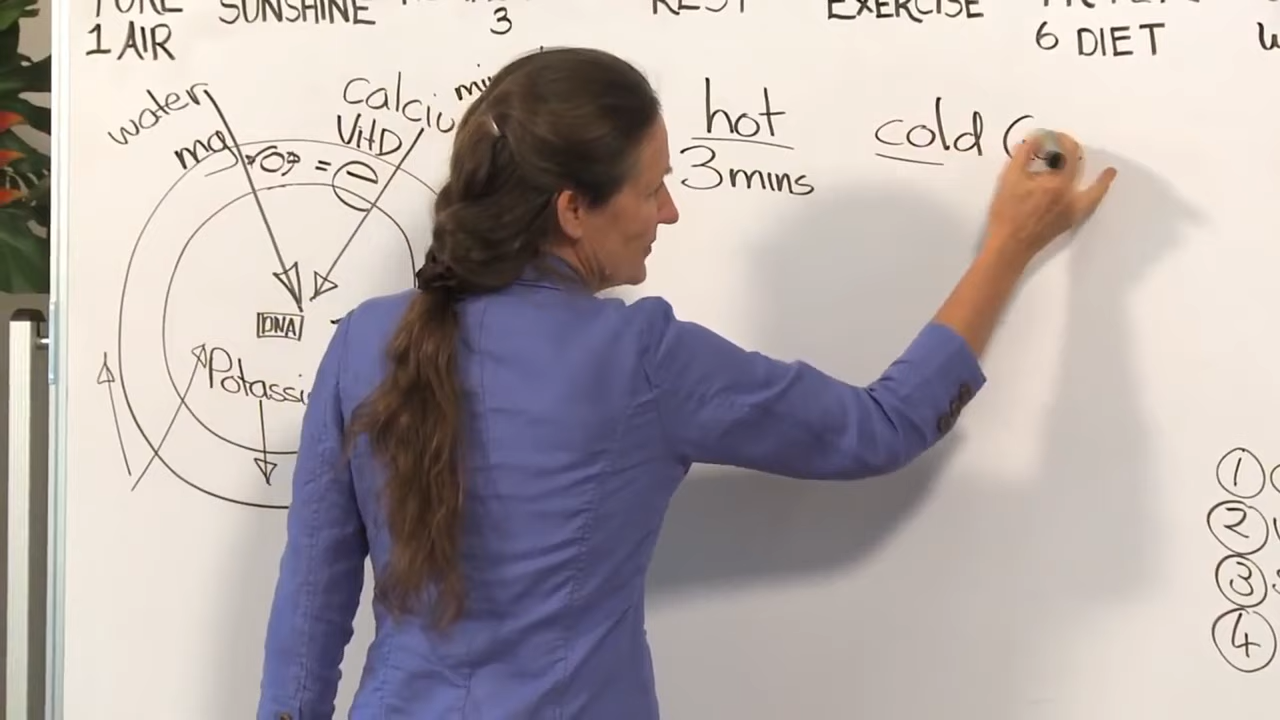 SUNSHINE
3
REST
EXERCISE
1 AIR
6 DIET
water
calciu
mg
VitD
DNA
Potassi
hot
3mins
cold (
1
2
3
4